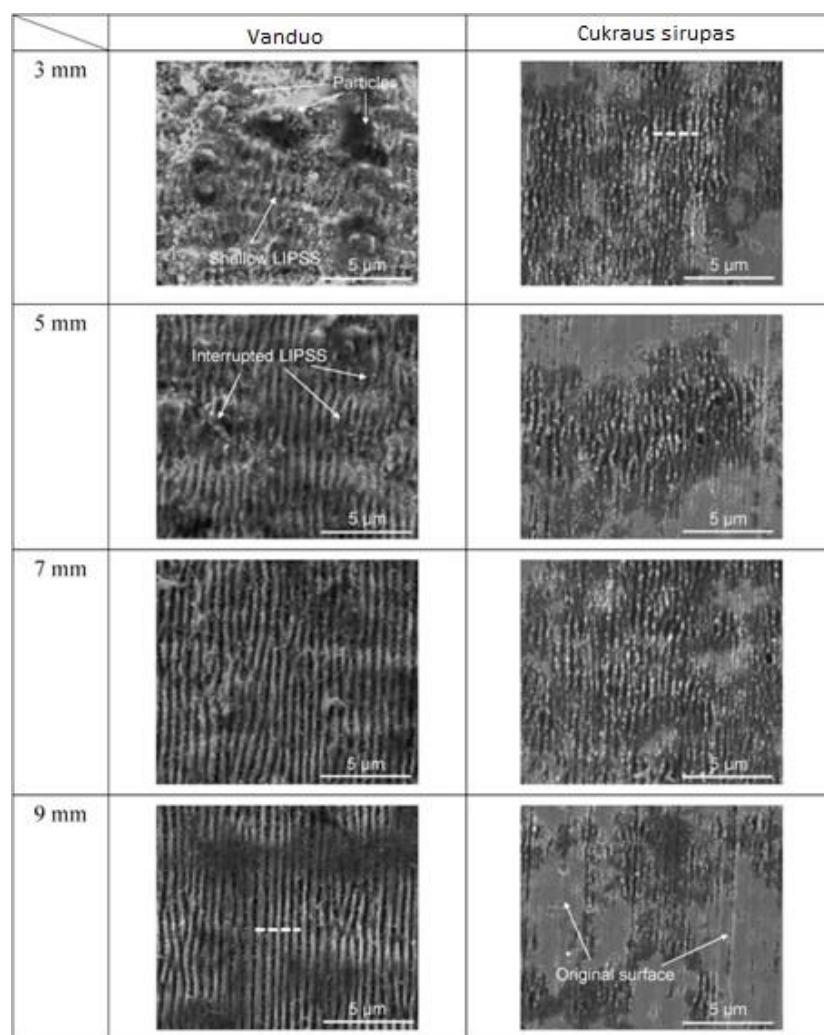 Vanduo
Cukraus sirupas
3 mm
Particles
Shallow LIPSS
5 μm
5 μm
5 mm
Interrupted LIPSS
5 μm
5 μm
7 mm
5 μm
5 μm
9 mm
5 μm
Original surface
5 μm